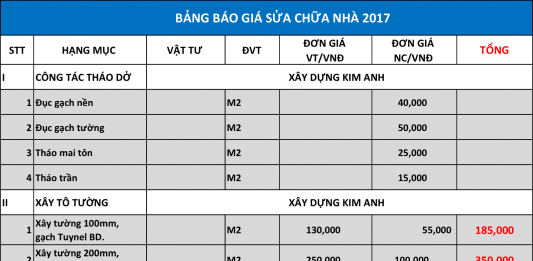 BẢNG BÁO GIÁ SỬA CHỮA NHÀ 2017
STT HẠNG MỤC VẬT TƯ ĐVT ĐƠN GIÁ VT/VNĐ ĐƠN GIÁ NC/VNĐ TỔNG
I CÔNG TÁC THÁO DỞ XÂY DỰNG KIM ANH
1 Đục gạch nền M2 40,000
2 Đục gạch tường M2 50,000
3 Tháo mai tôn M2 25,000
4 Tháo trần M2 15,000
II XÂY TÔ TƯỜNG XÂY DỰNG KIM ANH
1 Xây tường 100mm, gạch Tuynel BD. M2 130,000 55,000 185,000
2 Xây tường 200mm, M2 250,000 100,000 350,000